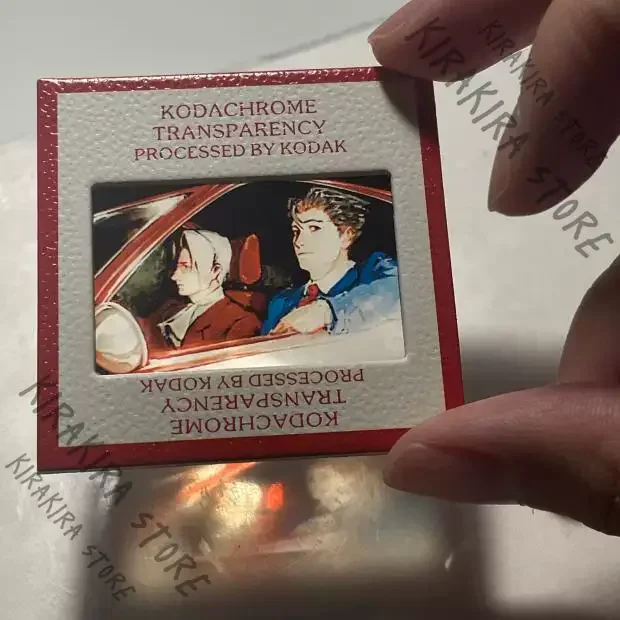 KODACHROME
TRANSPARENCY
PROCESSED BY KODAK
KODACHROME
TRANSPARENCY
PROCESSED BY KODAK
KIRAKIRA STORE
KIRAKIRA STORE
KIRAKIRA STORE
KIRAKIRA STORE